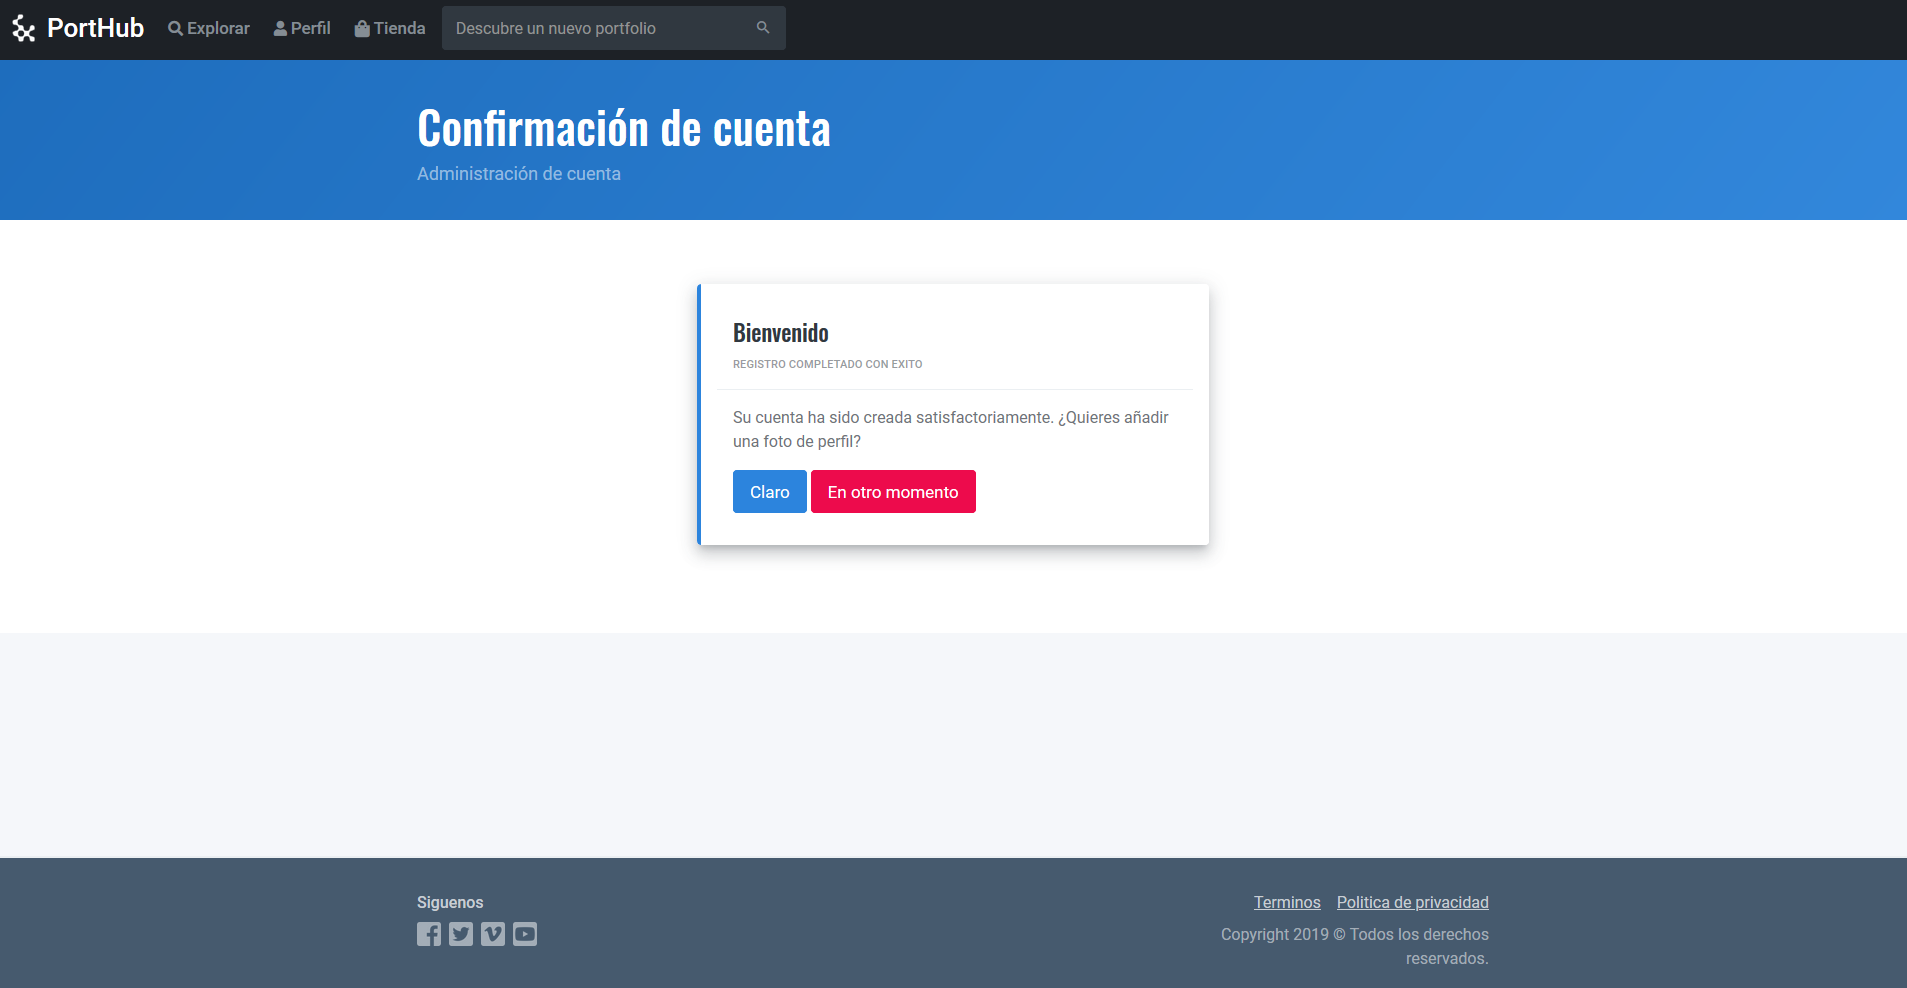 PortHub Explorar Perfil Tienda Descubre un nuevo portfolio
Confirmación de cuenta
Administración de cuenta
Bienvenido
REGISTRO COMPLETADO CON EXITO
Su cuenta ha sido creada satisfactoriamente. ¿Quieres añadir
una foto de perfil?
Claro En otro momento
Siguenos
Terminos Politica de privacidad
Copyright 2019 © Todos los derechos
reservados.